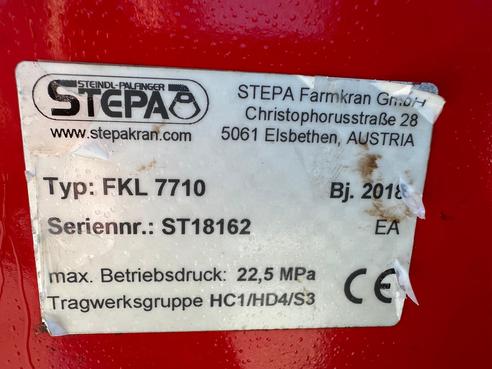 STEINDL-PALFINGER
STEPA
www.stepakran.com
STEPA Farmkran GmbH
Christophorusstraße 28
5061 Elsbethen, AUSTRIA
Typ: FKL 7710
Bj. 2018
Seriennr.: ST18162
EA
max. Betriebsdruck: 22,5 MPa
Tragwerksgruppe HC1/HD4/S3
CE